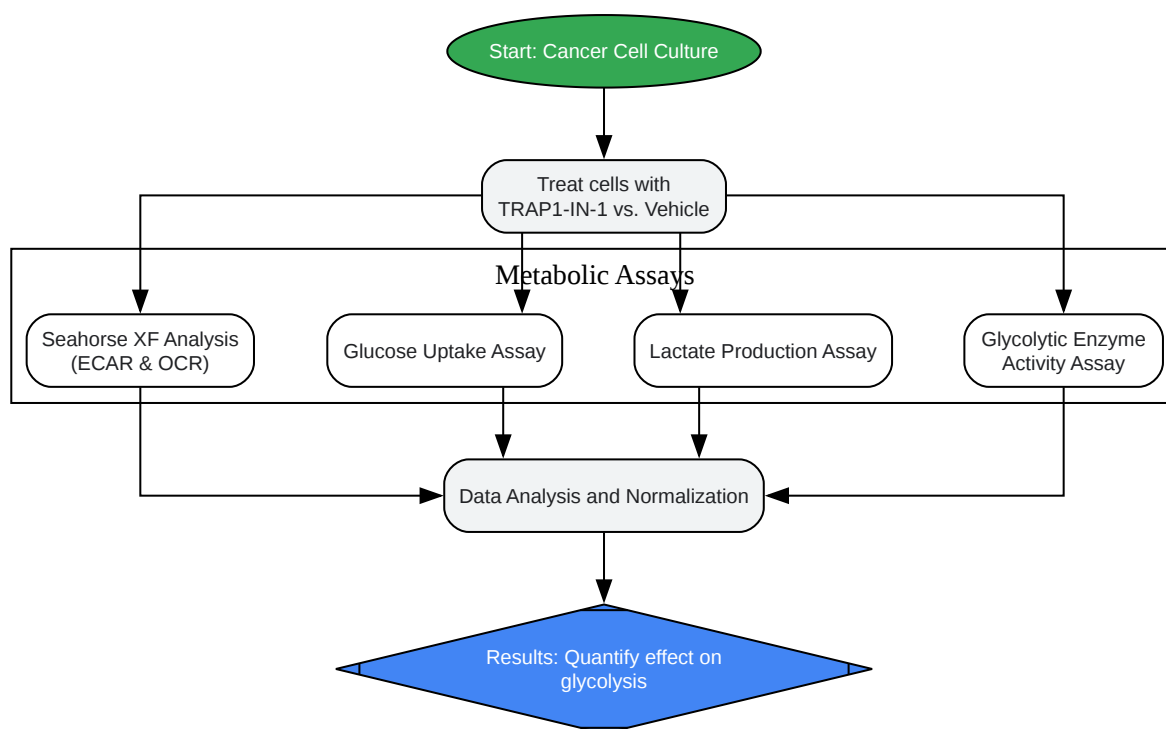 Start: Cancer Cell Culture
Treat cells with
TRAP1-IN-1 vs. Vehicle
Metabolic Assays
Seahorse XF Analysis
(ECAR & OCR)
Glucose Uptake Assay
Lactate Production Assay
Glycolytic Enzyme
Activity Assay
Data Analysis and Normalization
Results: Quantify effect on
glycolysis